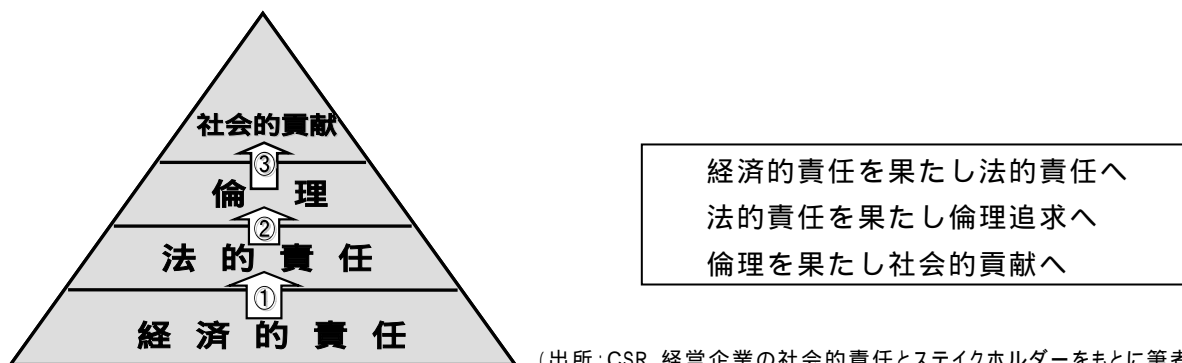 社会的貢献
③
倫理
②
法的責任
①
経済的責任
経済的責任を果たし法的責任へ
法的責任を果たし倫理追求へ
倫理を果たし社会的貢献へ
(出所:CSR 経営企業の社会的責任とステイクホルダーをもとに筆者